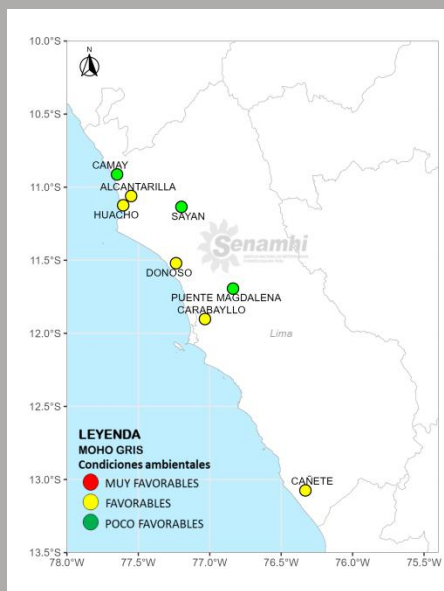 10.0°S
N
10.5°S
CAMAY
11.0°S
ALCANTARILLA
HUACHO
SAYAN
Senamhi
11.5°S
DONOSO
PUENTE MAGDALENA
CARABAYLLO
12.0°S
Lima
12.5°S
LEYENDA
MOHO GRIS
Condiciones ambientales
MUY FAVORABLES
FAVORABLES
POCO FAVORABLES
13.0°S
CAÑETE
13.5°S
78.0°W 77.5°W 77.0°W 76.5°W 76.0°W 75.5°W